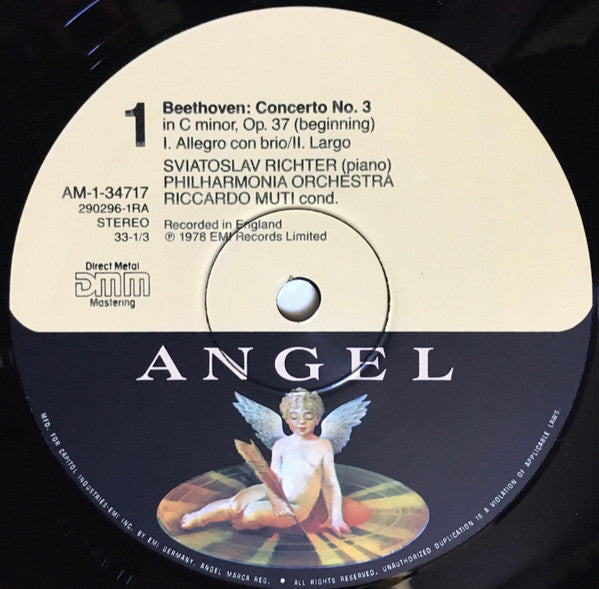 1
Beethoven: Concerto No. 3
in C minor, Op. 37 (beginning)
I. Allegro con brio/II. Largo
SVIATOSLAV RICHTER (piano)
PHILHARMONIA ORCHESTRA
RICCARDO MUTI cond.
AM-1-34717
290296-1RA
STEREO
33-1/3
Recorded in England
℗ 1978 EMI Records Limited
Direct Metal
DMM
Mastering
ANGEL
MFD. FOR CAPITOL INDUSTRIES-EMI INC. BY EMI GERMANY. ANGEL MARCA REG. • ALL RIGHTS RESERVED. UNAUTHORIZED DUPLICATION IS A VIOLATION OF APPLICABLE LAWS.